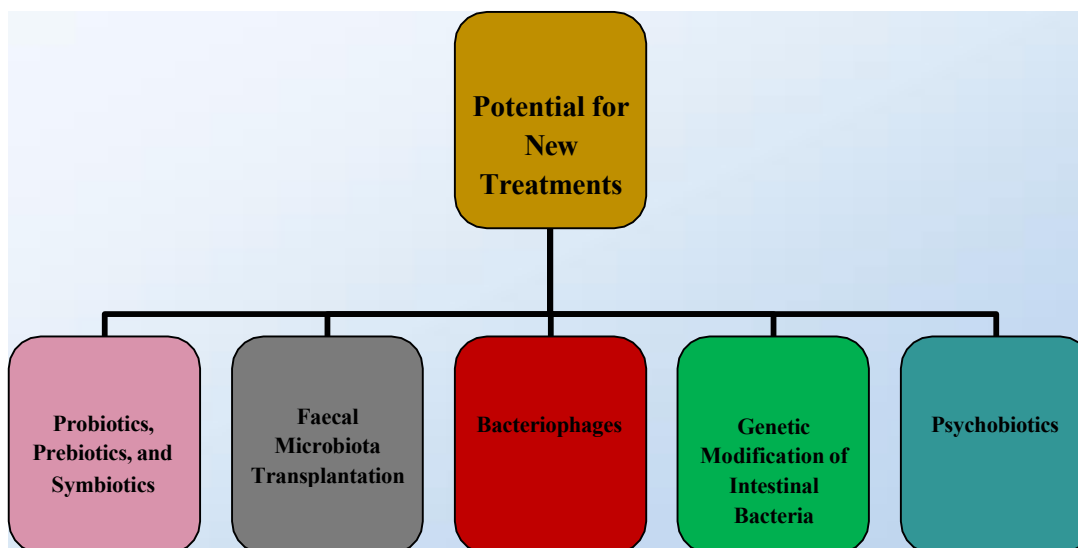 Potential for
New
Treatments
Probiotics,
Prebiotics, and
Symbiotics
Faecal
Microbiota
Transplantation
Bacteriophages
Genetic
Modification of
Intestinal
Bacteria
Psychobiotics